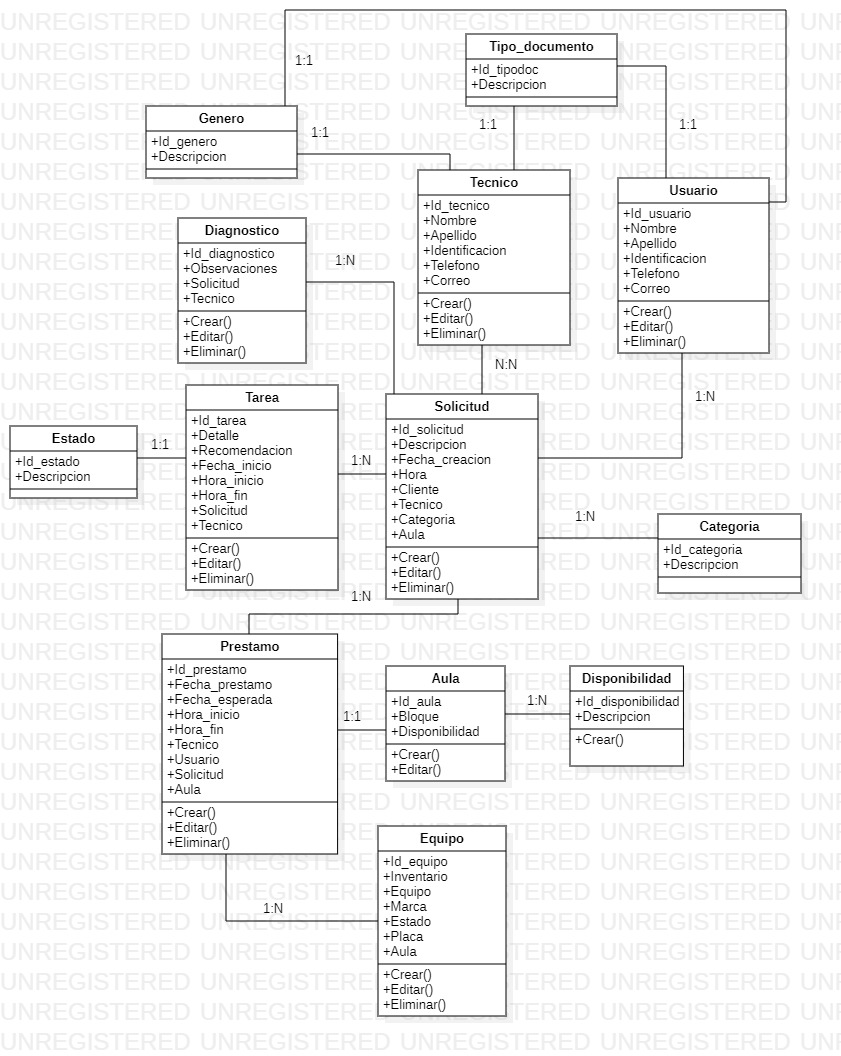 1:1
Tipo_documento
+Id_tipodoc
+Descripcion
Genero
+Id_genero
+Descripcion
1:1
1:1
1:1
Tecnico
+Id_tecnico
+Nombre
+Apellido
+Identificacion
+Telefono
+Correo
+Crear()
+Editar()
+Eliminar()
Usuario
+Id_usuario
+Nombre
+Apellido
+Identificacion
+Telefono
+Correo
+Crear()
+Editar()
+Eliminar()
Diagnostico
+Id_diagnostico
+Observaciones
+Solicitud
+Tecnico
+Crear()
+Editar()
+Eliminar()
1:N
N:N
1:N
Tarea
+Id_tarea
+Detalle
+Recomendacion
+Fecha_inicio
+Hora_inicio
+Hora_fin
+Solicitud
+Tecnico
+Crear()
+Editar()
+Eliminar()
Estado
+Id_estado
+Descripcion
1:1
1:N
Solicitud
+Id_solicitud
+Descripcion
+Fecha_creacion
+Hora
+Cliente
+Tecnico
+Categoria
+Aula
+Crear()
+Editar()
+Eliminar()
1:N
Categoria
+Id_categoria
+Descripcion
1:N
Prestamo
+Id_prestamo
+Fecha_prestamo
+Fecha_esperada
+Hora_inicio
+Hora_fin
+Tecnico
+Usuario
+Solicitud
+Aula
+Crear()
+Editar()
+Eliminar()
1:1
Aula
+Id_aula
+Bloque
+Disponibilidad
+Crear()
+Editar()
1:N
Disponibilidad
+Id_disponibilidad
+Descripcion
+Crear()
1:N
Equipo
+Id_equipo
+Inventario
+Equipo
+Marca
+Estado
+Placa
+Aula
+Crear()
+Editar()
+Eliminar()
UNREGISTERED